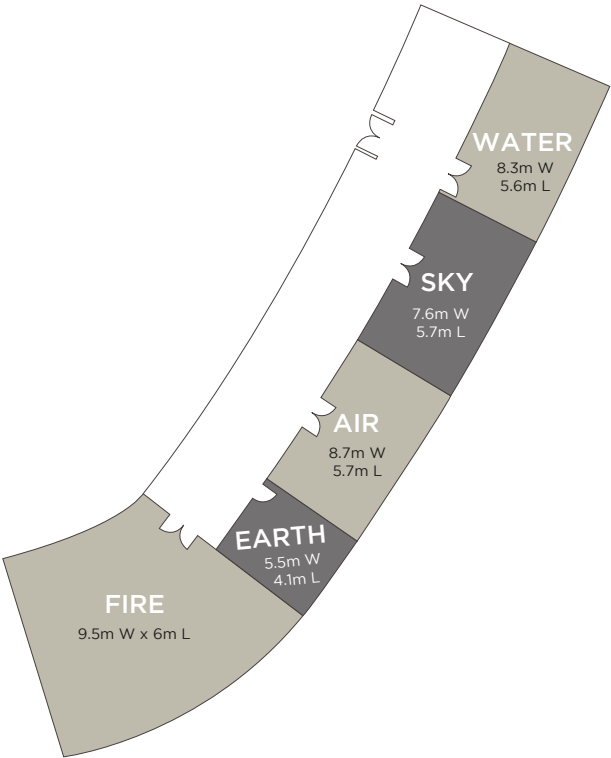 WATER
8.3m W
5.6m L
SKY
7.6m W
5.7m L
AIR
8.7m W
5.7m L
EARTH
5.5m W
4.1m L
FIRE
9.5m W x 6m L